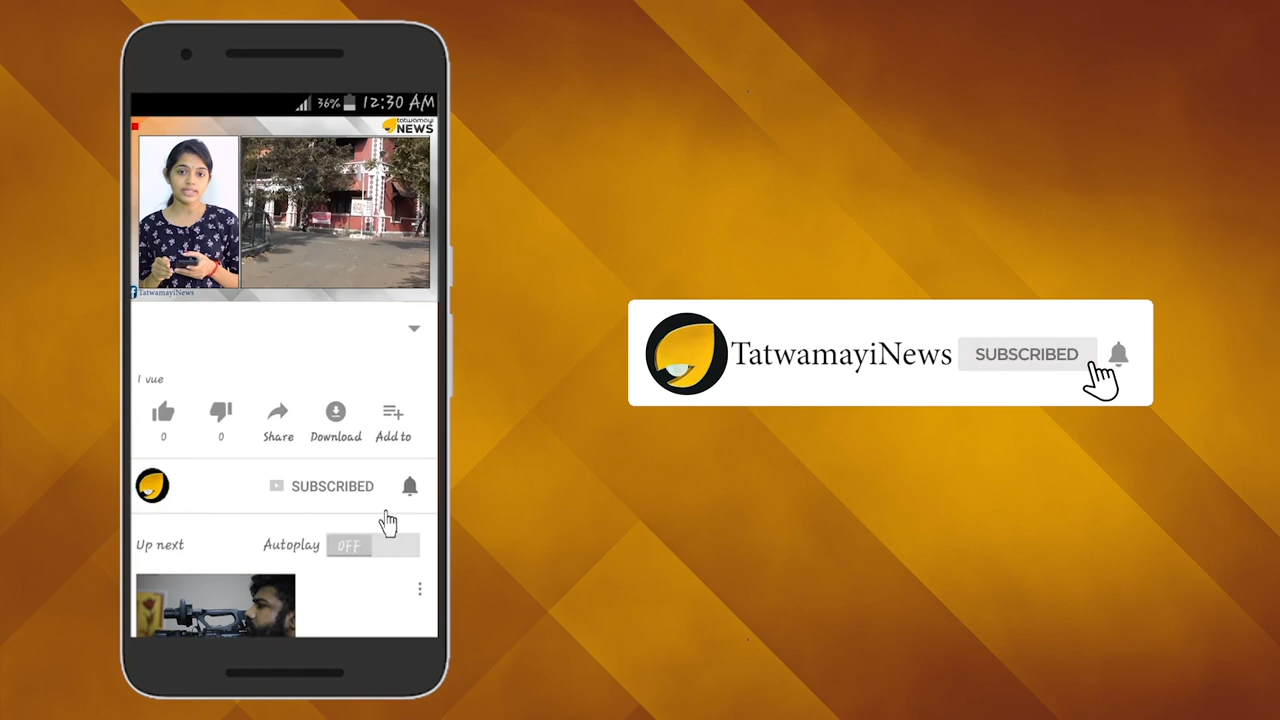 36% 12:30 AM
tatwamayi
NEWS
TatwamayiNews
1 vue
0 0 Share Download Add to
SUBSCRIBED
Up next Autoplay OFF
TatwamayiNews SUBSCRIBED